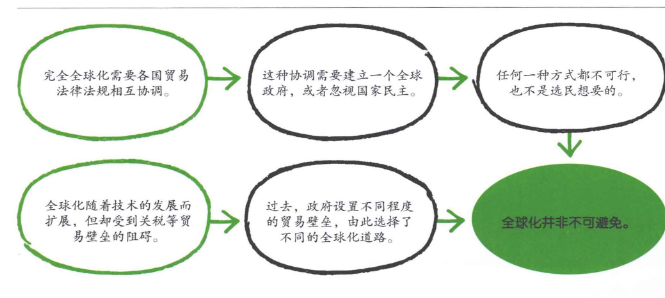 完全全球化需要各国贸易
法律法规相互协调。
这种协调需要建立一个全球
政府，或者忽视国家民主。
任何一种方式都不可行，
也不是选民想要的。
全球化随着技术的发展而
扩展，但却受到关税等贸
易壁垒的阻碍。
过去，政府设置不同程度
的贸易壁垒，由此选择了
不同的全球化道路。
全球化并非不可避免。